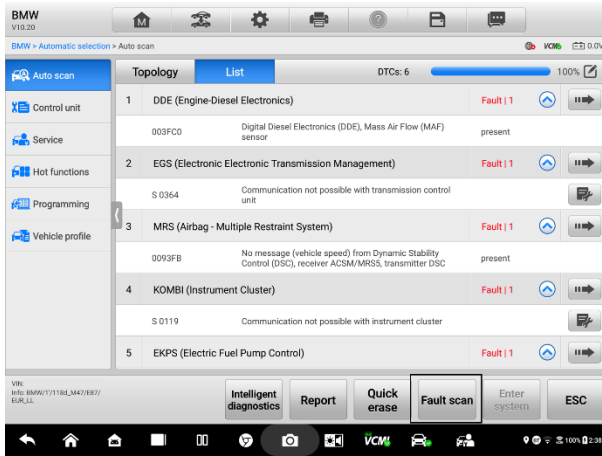 BMW
V10.20
BMW > Automatic selection > Auto scan
VCMI 0.0V
Auto scan
Control unit
Service
Hot functions
Programming
Vehicle profile
Topology List DTCs: 6 100%
1 DDE (Engine-Diesel Electronics) Fault | 1
003FC0 Digital Diesel Electronics (DDE), Mass Air Flow (MAF) sensor present
2 EGS (Electronic Electronic Transmission Management) Fault | 1
S 0364 Communication not possible with transmission control unit
3 MRS (Airbag - Multiple Restraint System) Fault | 1
0093FB No message (vehicle speed) from Dynamic Stability Control (DSC), receiver ACSM/MRS5, transmitter DSC present
4 KOMBI (Instrument Cluster) Fault | 1
S 0119 Communication not possible with instrument cluster
5 EKPS (Electric Fuel Pump Control) Fault | 1
VIN:
Info: BMW/1'/118d_M47/E87/
EUR_LL
Intelligent diagnostics
Report
Quick erase
Fault scan
Enter system
ESC
VCMI
100% 2:38